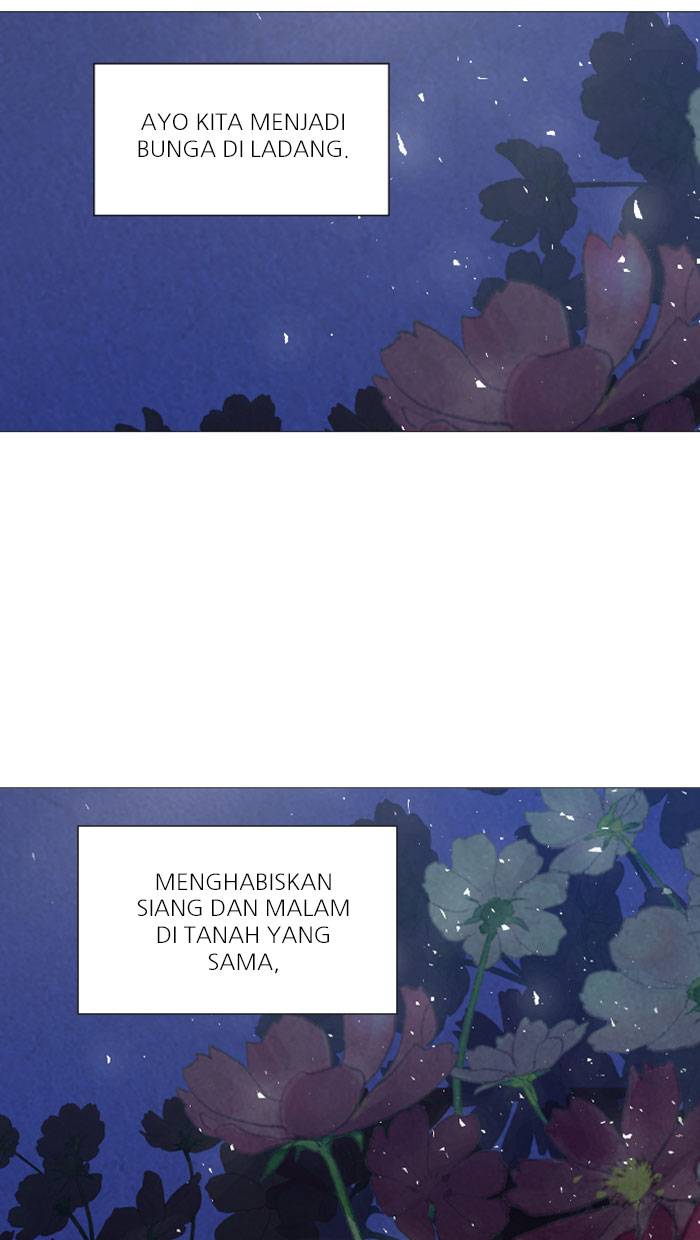 AYO KITA MENJADI
BUNGA DI LADANG.
MENGHABISKAN
SIANG DAN MALAM
DI TANAH YANG
SAMA,